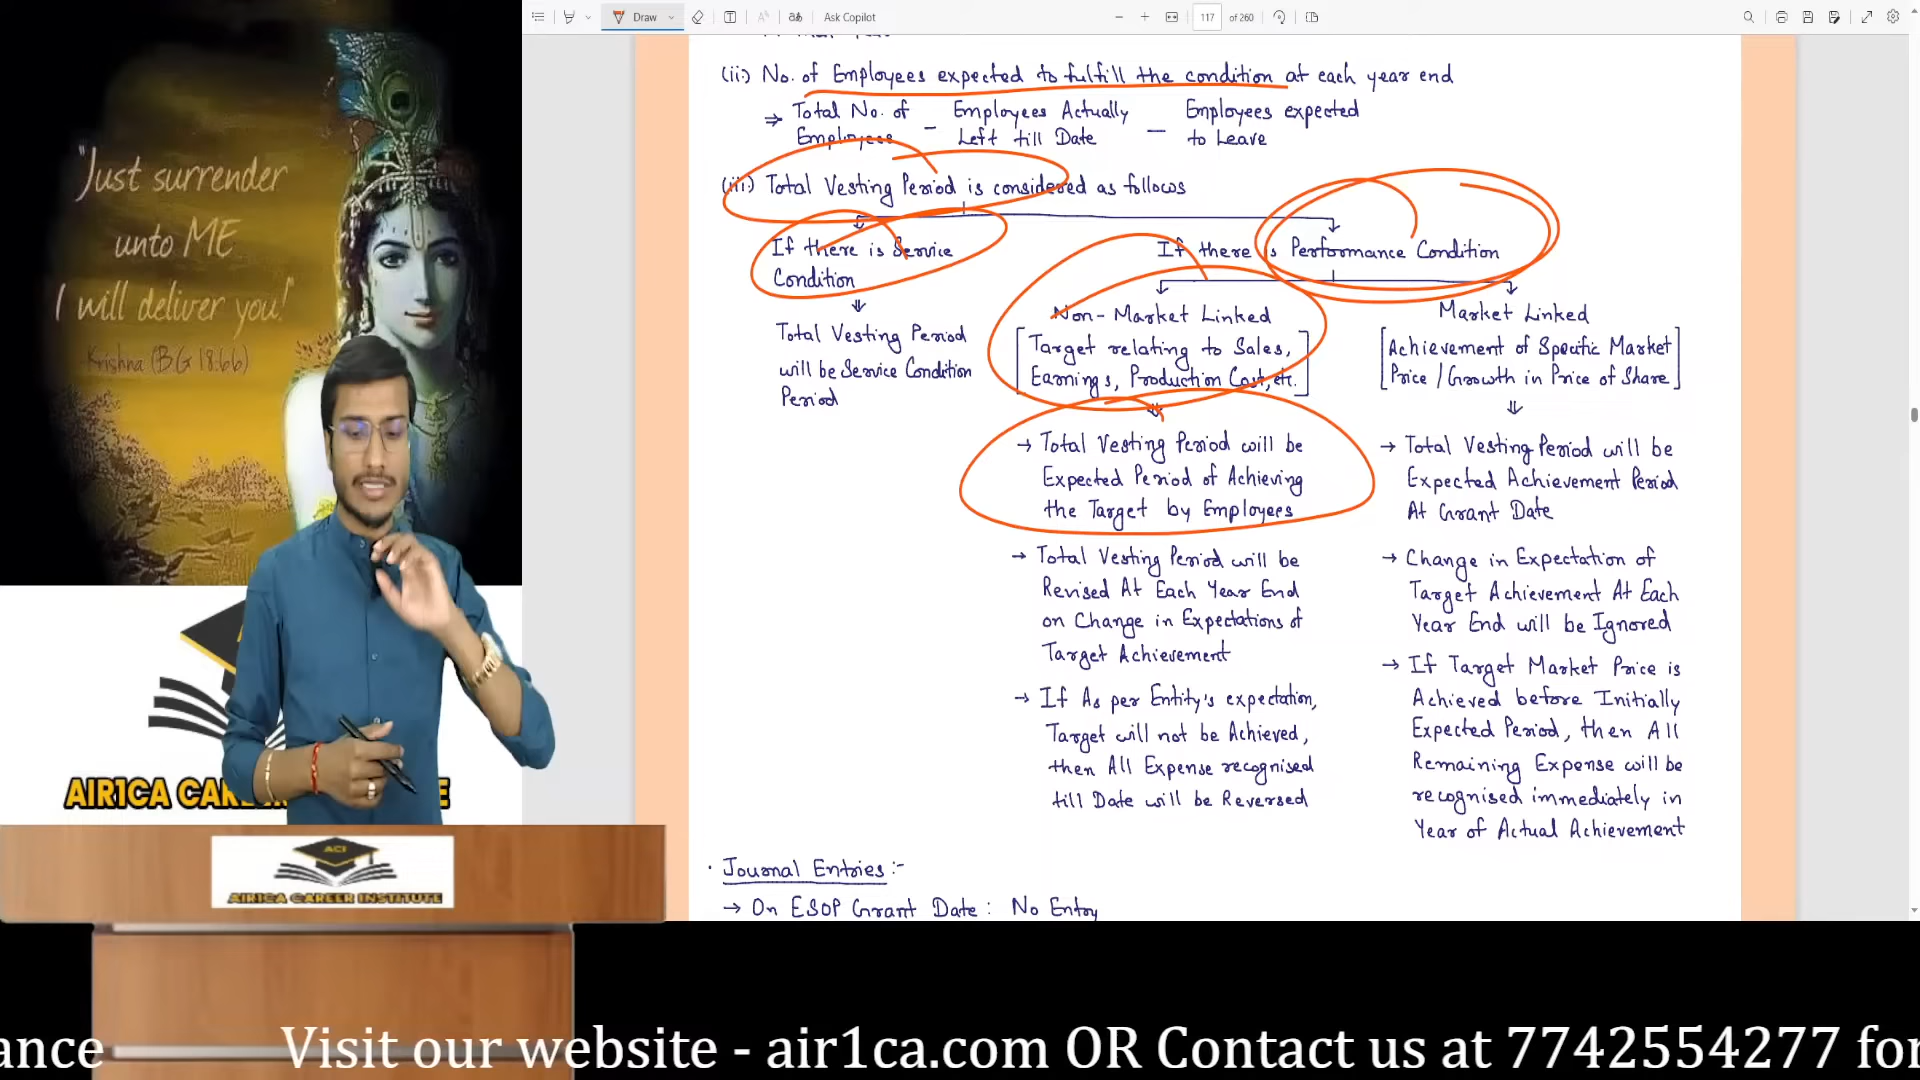 Draw
Ask Copilot
117 of 260
(ii) No. of Employees expected to fulfill the condition at each year end
⇒ Total No. of Employees - Employees Actually Left till Date - Employees expected to Leave
(iii) Total Vesting Period is considered as follows
If there is Service Condition
⇓
Total Vesting Period
will be Service Condition
Period
If there is Performance Condition
Non-Market Linked
[Target relating to Sales,
Earnings, Production Cost, etc.]
→ Total Vesting Period will be
Expected Period of Achieving
the Target by Employees
→ Total Vesting Period will be
Revised At Each Year End
on Change in Expectations of
Target Achievement
→ If As per Entity's expectation,
Target will not be Achieved,
then All Expense recognised
till Date will be Reversed
Market Linked
[Achievement of Specific Market
Price / Growth in Price of Share]
⇓
→ Total Vesting Period will be
Expected Achievement Period
At Grant Date
→ Change in Expectation of
Target Achievement At Each
Year End will be Ignored
→ If Target Market Price is
Achieved before Initially
Expected Period, then All
Remaining Expense will be
recognised immediately in
Year of Actual Achievement
· Journal Entries :-
→ On ESOP Grant Date : No Entry
"Just surrender
unto ME
I will deliver you!"
Krishna (B.G 18.66)
AIR1CA CAR
E
ACI
AIR1CA CAREER INSTITUTE
ance Visit our website - air1ca.com OR Contact us at 7742554277 for